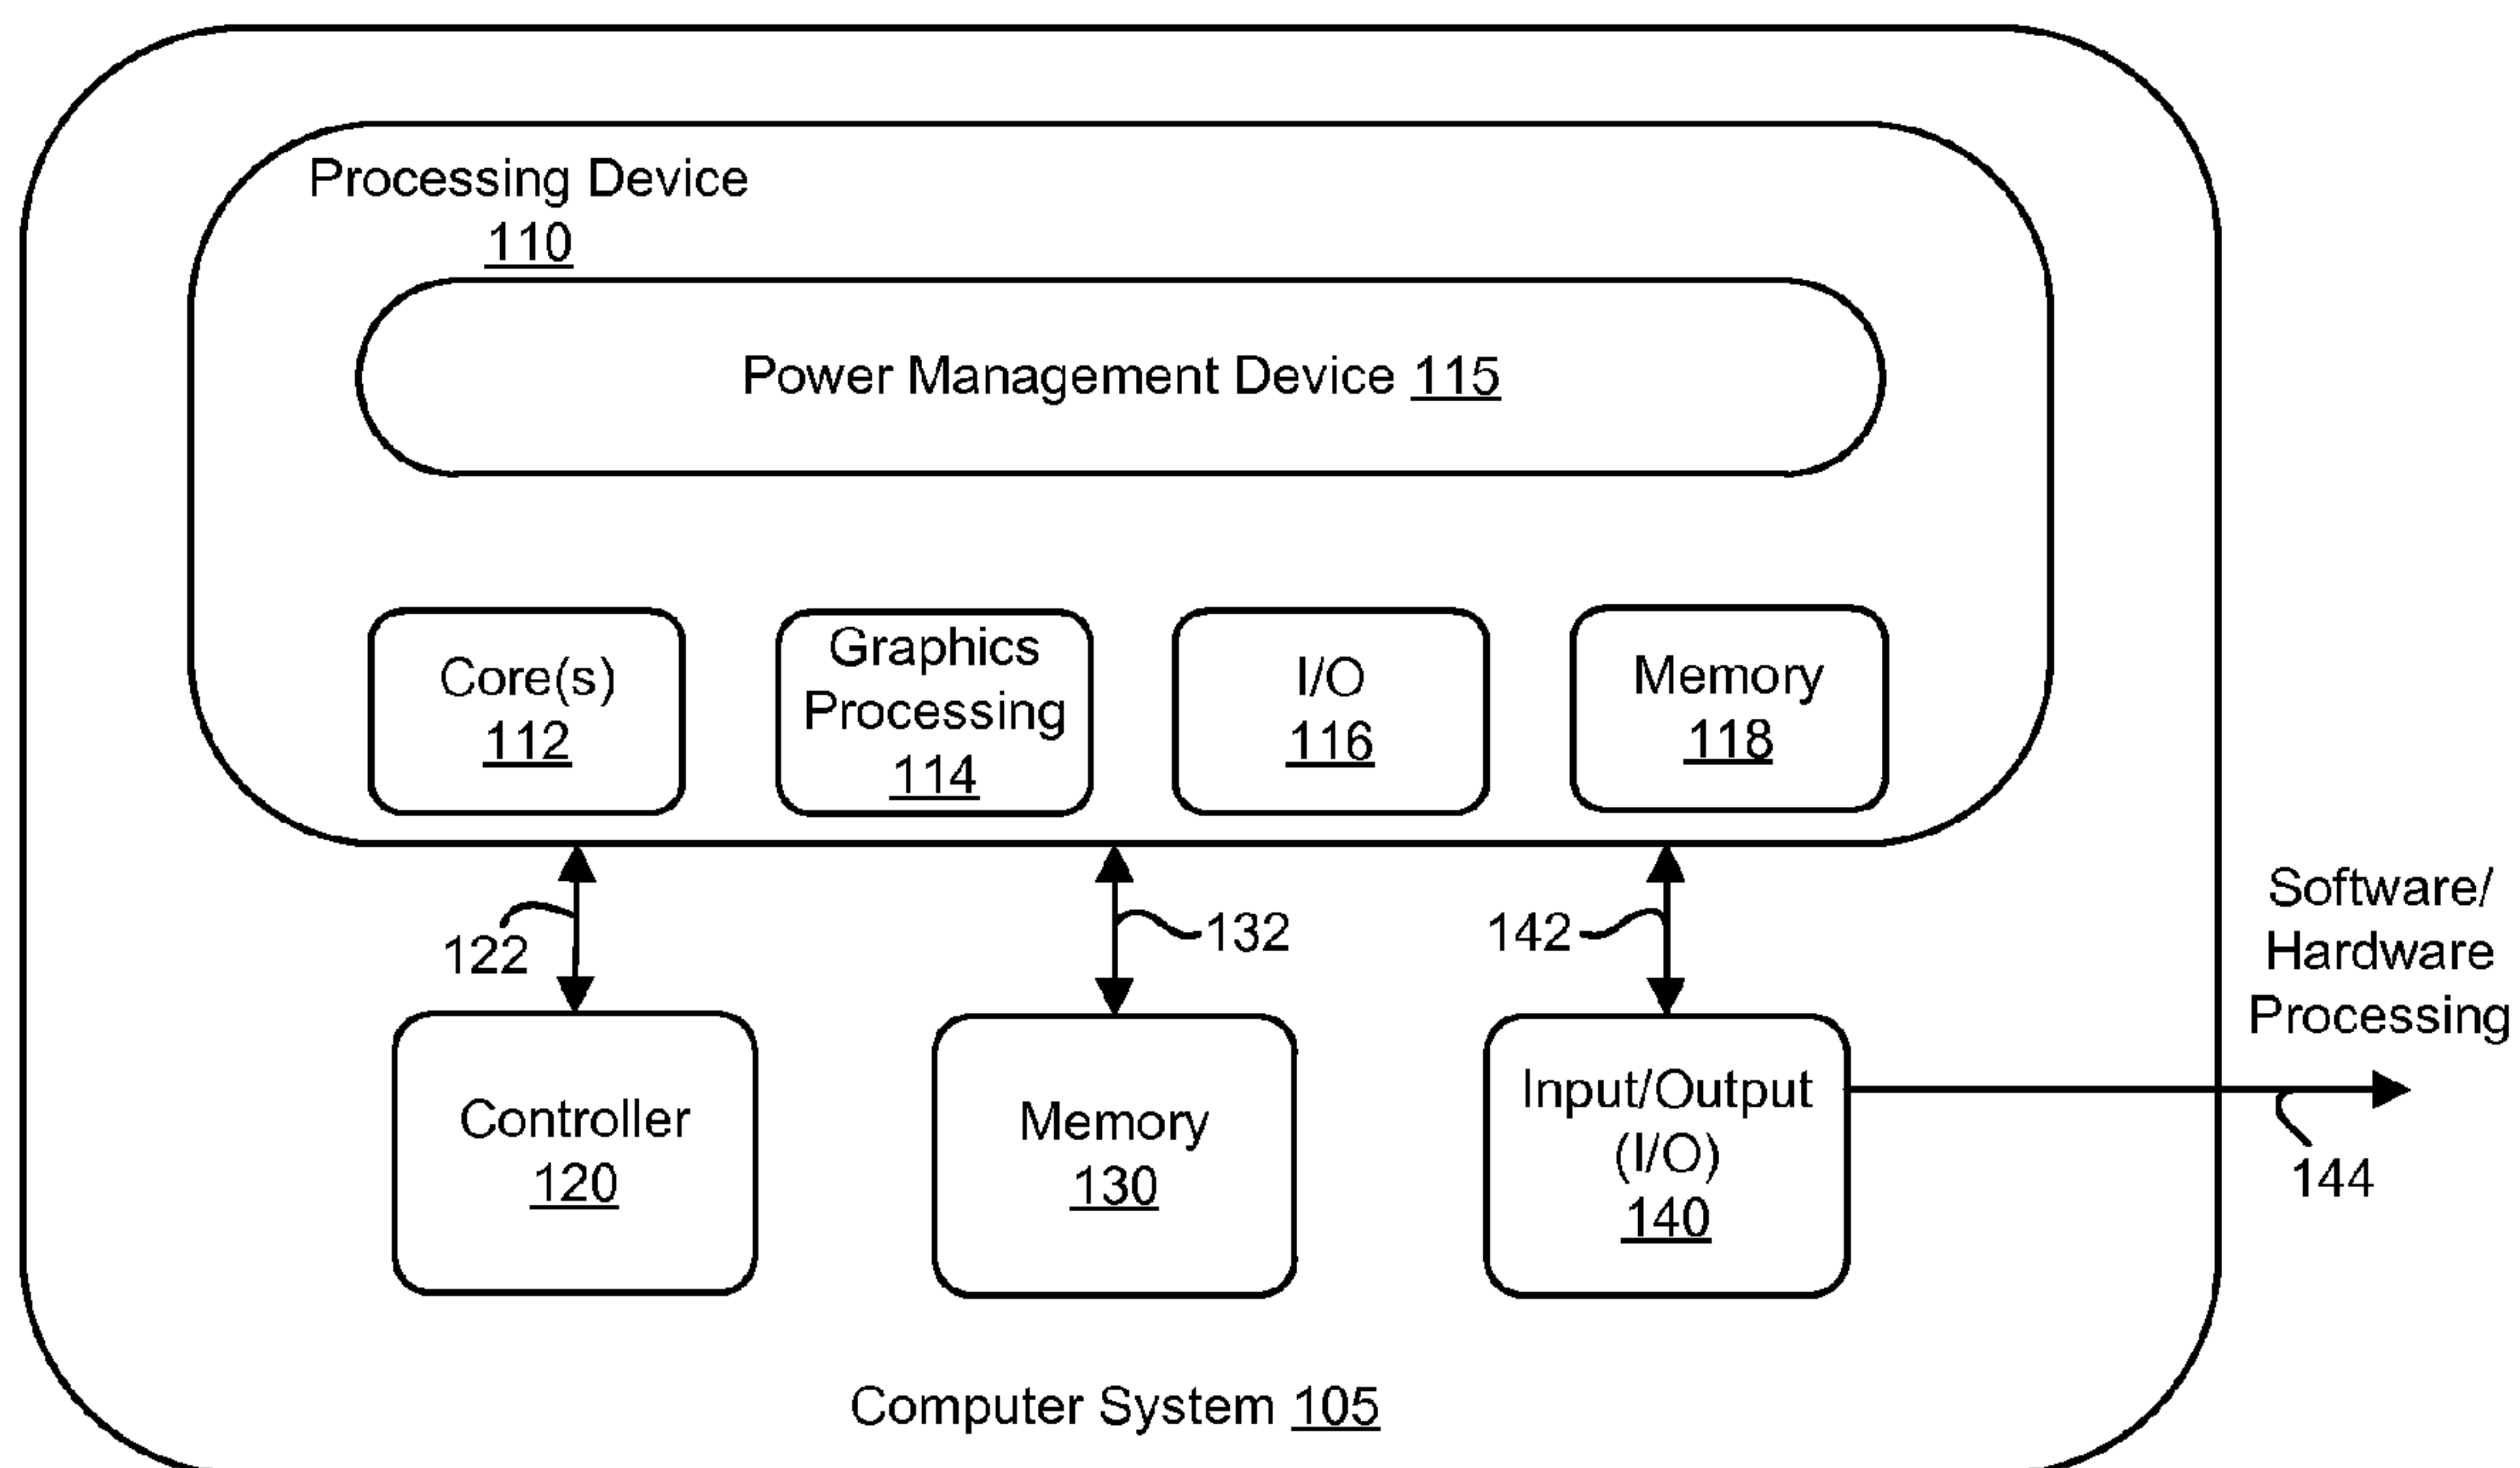 Processing Device
110
Power Management Device 115
Core(s)
112
Graphics
Processing
114
I/O
116
Memory
118
122
132
142
Software/
Hardware
Processing
Controller
120
Memory
130
Input/Output
(I/O)
140
144
Computer System 105